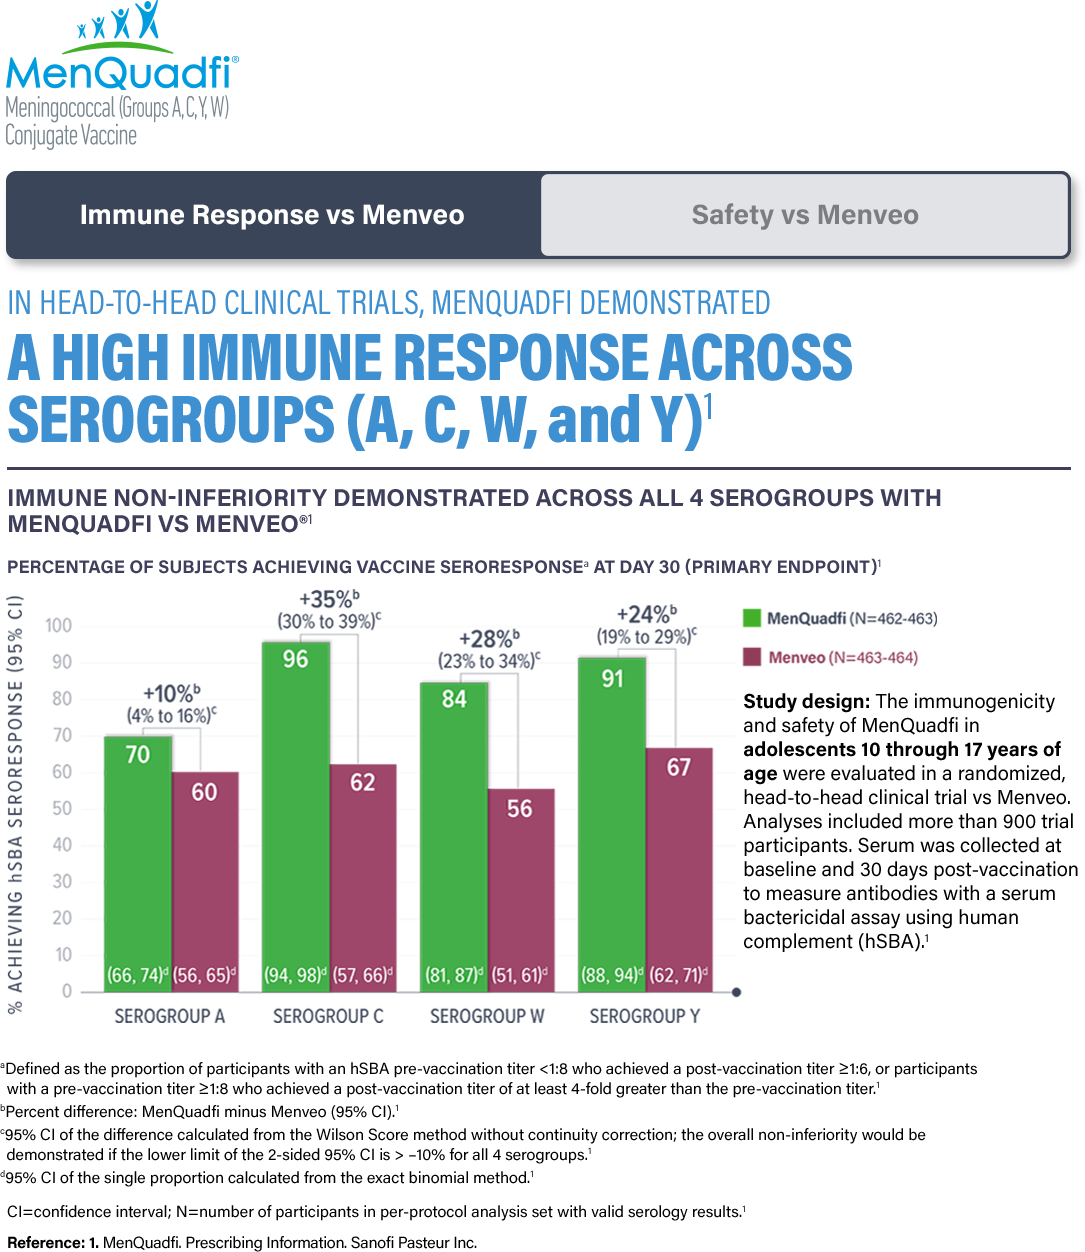 MenQuadfi®
Meningococcal (Groups A, C, Y, W)
Conjugate Vaccine
Immune Response vs Menveo
Safety vs Menveo
IN HEAD-TO-HEAD CLINICAL TRIALS, MENQUADFI DEMONSTRATED
A HIGH IMMUNE RESPONSE ACROSS
SEROGROUPS (A, C, W, and Y)1
IMMUNE NON-INFERIORITY DEMONSTRATED ACROSS ALL 4 SEROGROUPS WITH
MENQUADFI VS MENVEO®1
PERCENTAGE OF SUBJECTS ACHIEVING VACCINE SERORESPONSEa AT DAY 30 (PRIMARY ENDPOINT)1
% ACHIEVING hSBA SERORESPONSE (95% CI)
100
90
80
70
60
50
40
30
20
10
0
+10%b
(4% to 16%)c
70
60
(66, 74)d (56, 65)d
SEROGROUP A
+35%b
(30% to 39%)c
96
62
(94, 98)d (57, 66)d
SEROGROUP C
+28%b
(23% to 34%)c
84
56
(81, 87)d (51, 61)d
SEROGROUP W
+24%b
(19% to 29%)c
91
67
(88, 94)d (62, 71)d
SEROGROUP Y
MenQuadfi (N=462-463)
Menveo (N=463-464)
Study design: The immunogenicity
and safety of MenQuadfi in
adolescents 10 through 17 years of
age were evaluated in a randomized,
head-to-head clinical trial vs Menveo.
Analyses included more than 900 trial
participants. Serum was collected at
baseline and 30 days post-vaccination
to measure antibodies with a serum
bactericidal assay using human
complement (hSBA).1
aDefined as the proportion of participants with an hSBA pre-vaccination titer <1:8 who achieved a post-vaccination titer ≥1:6, or participants
with a pre-vaccination titer ≥1:8 who achieved a post-vaccination titer of at least 4-fold greater than the pre-vaccination titer.1
bPercent difference: MenQuadfi minus Menveo (95% CI).1
c95% CI of the difference calculated from the Wilson Score method without continuity correction; the overall non-inferiority would be
demonstrated if the lower limit of the 2-sided 95% CI is > –10% for all 4 serogroups.1
d95% CI of the single proportion calculated from the exact binomial method.1
CI=confidence interval; N=number of participants in per-protocol analysis set with valid serology results.1
Reference: 1. MenQuadfi. Prescribing Information. Sanofi Pasteur Inc.